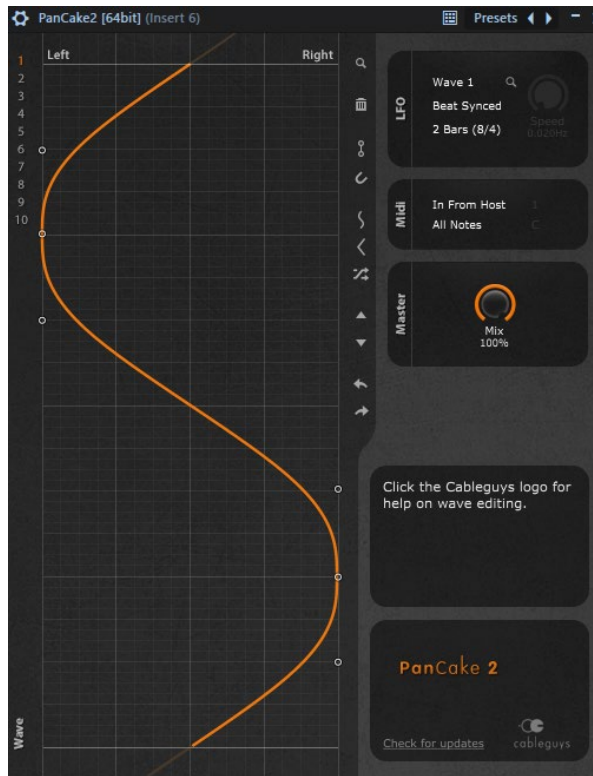 PanCake2 [64bit] (Insert 6)
Presets
Left
Right
1
2
3
4
5
6
7
8
9
10
Wave
LFO
Wave 1
Beat Synced
2 Bars (8/4)
Speed
0.020Hz
Midi
In From Host
1
All Notes
C
Master
Mix
100%
Click the Cableguys logo for
help on wave editing.
PanCake 2
Check for updates
cableguys